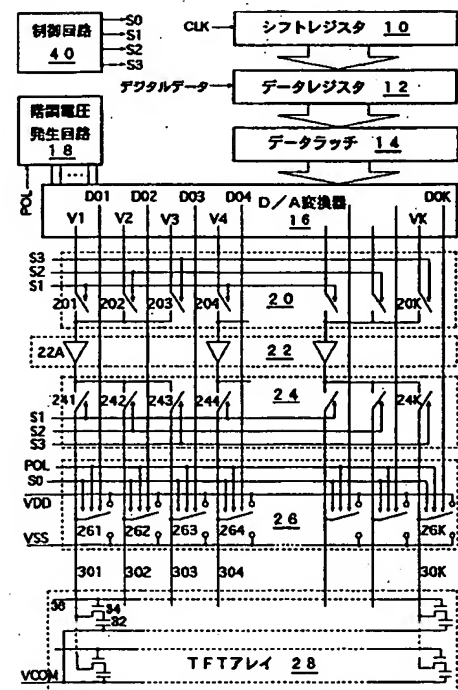 制御回路
40
S0
S1
S2
S3
CLK
シフトレジスタ 10
デジタルデータ
データレジスタ 12
データラッチ 14
階調電圧
発生回路
18
POL
D01 D02 D03 D04 D/A変換器 D0K
V1 V2 V3 V4 16 VK
S3
S2
S1
201 202 203 204 20 20K
22A 22
241 242 243 244 24 24K
S1
S2
S3
POL
S0
VDD
261 262 263 264 26 26K
VSS
301 302 303 304 30K
36
34
32
TFTアレイ 28
VCOM